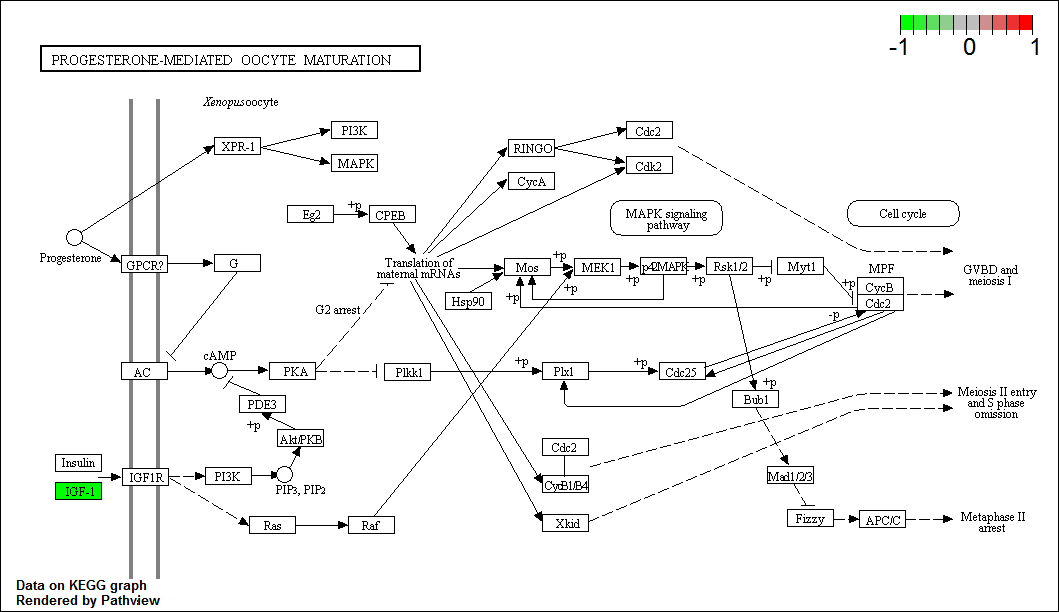 -1 0 1
PROGESTERONE-MEDIATED OOCYTE MATURATION
Xenopus oocyte
XPR-1
PI3K
MAPK
RINGO
CycA
Cdc2
Cdk2
Eg2
+p
CPEB
MAPK signaling
pathway
Cell cycle
Progesterone
GPCR?
G
Translation of
maternal mRNAs
Mos
+p
MEK1
p42MAPK
Rsk1/2
Myt1
MPF
CycB
Cdc2
GVBD and
meiosis I
Hsp90
+p
+p
+p
+p
+p
-p
G2 arrest
cAMP
AC
PKA
Plkk1
+p
Plx1
+p
Cdc25
PDE3
+p
Akt/PKB
+p
Bub1
Meiosis II entry
and S phase
omission
Insulin
IGF-1
IGF1R
PI3K
PIP3, PIP2
Cdc2
CycB1/B4
Mad1/2/3
Ras
Raf
Xkid
Fizzy
APC/C
Metaphase II
arrest
Data on KEGG graph
Rendered by Pathview